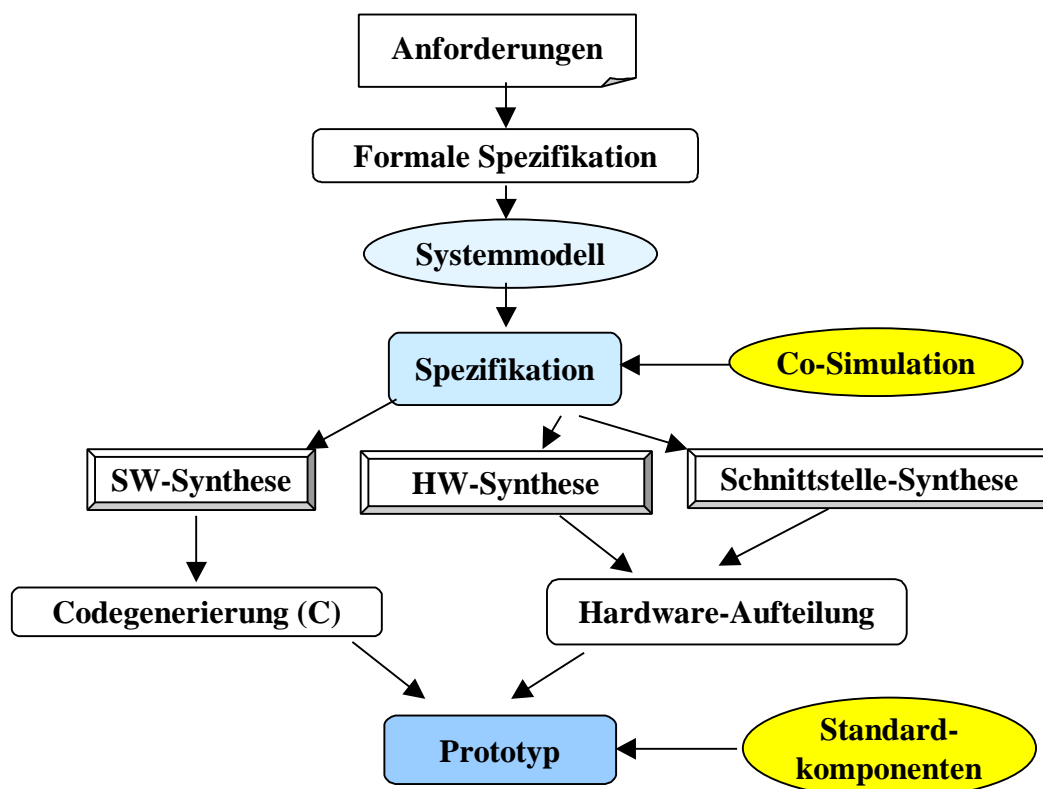 Anforderungen
Formale Spezifikation
Systemmodell
Spezifikation
Co-Simulation
SW-Synthese
HW-Synthese
Schnittstelle-Synthese
Codegenerierung (C)
Hardware-Aufteilung
Prototyp
Standard-
komponenten